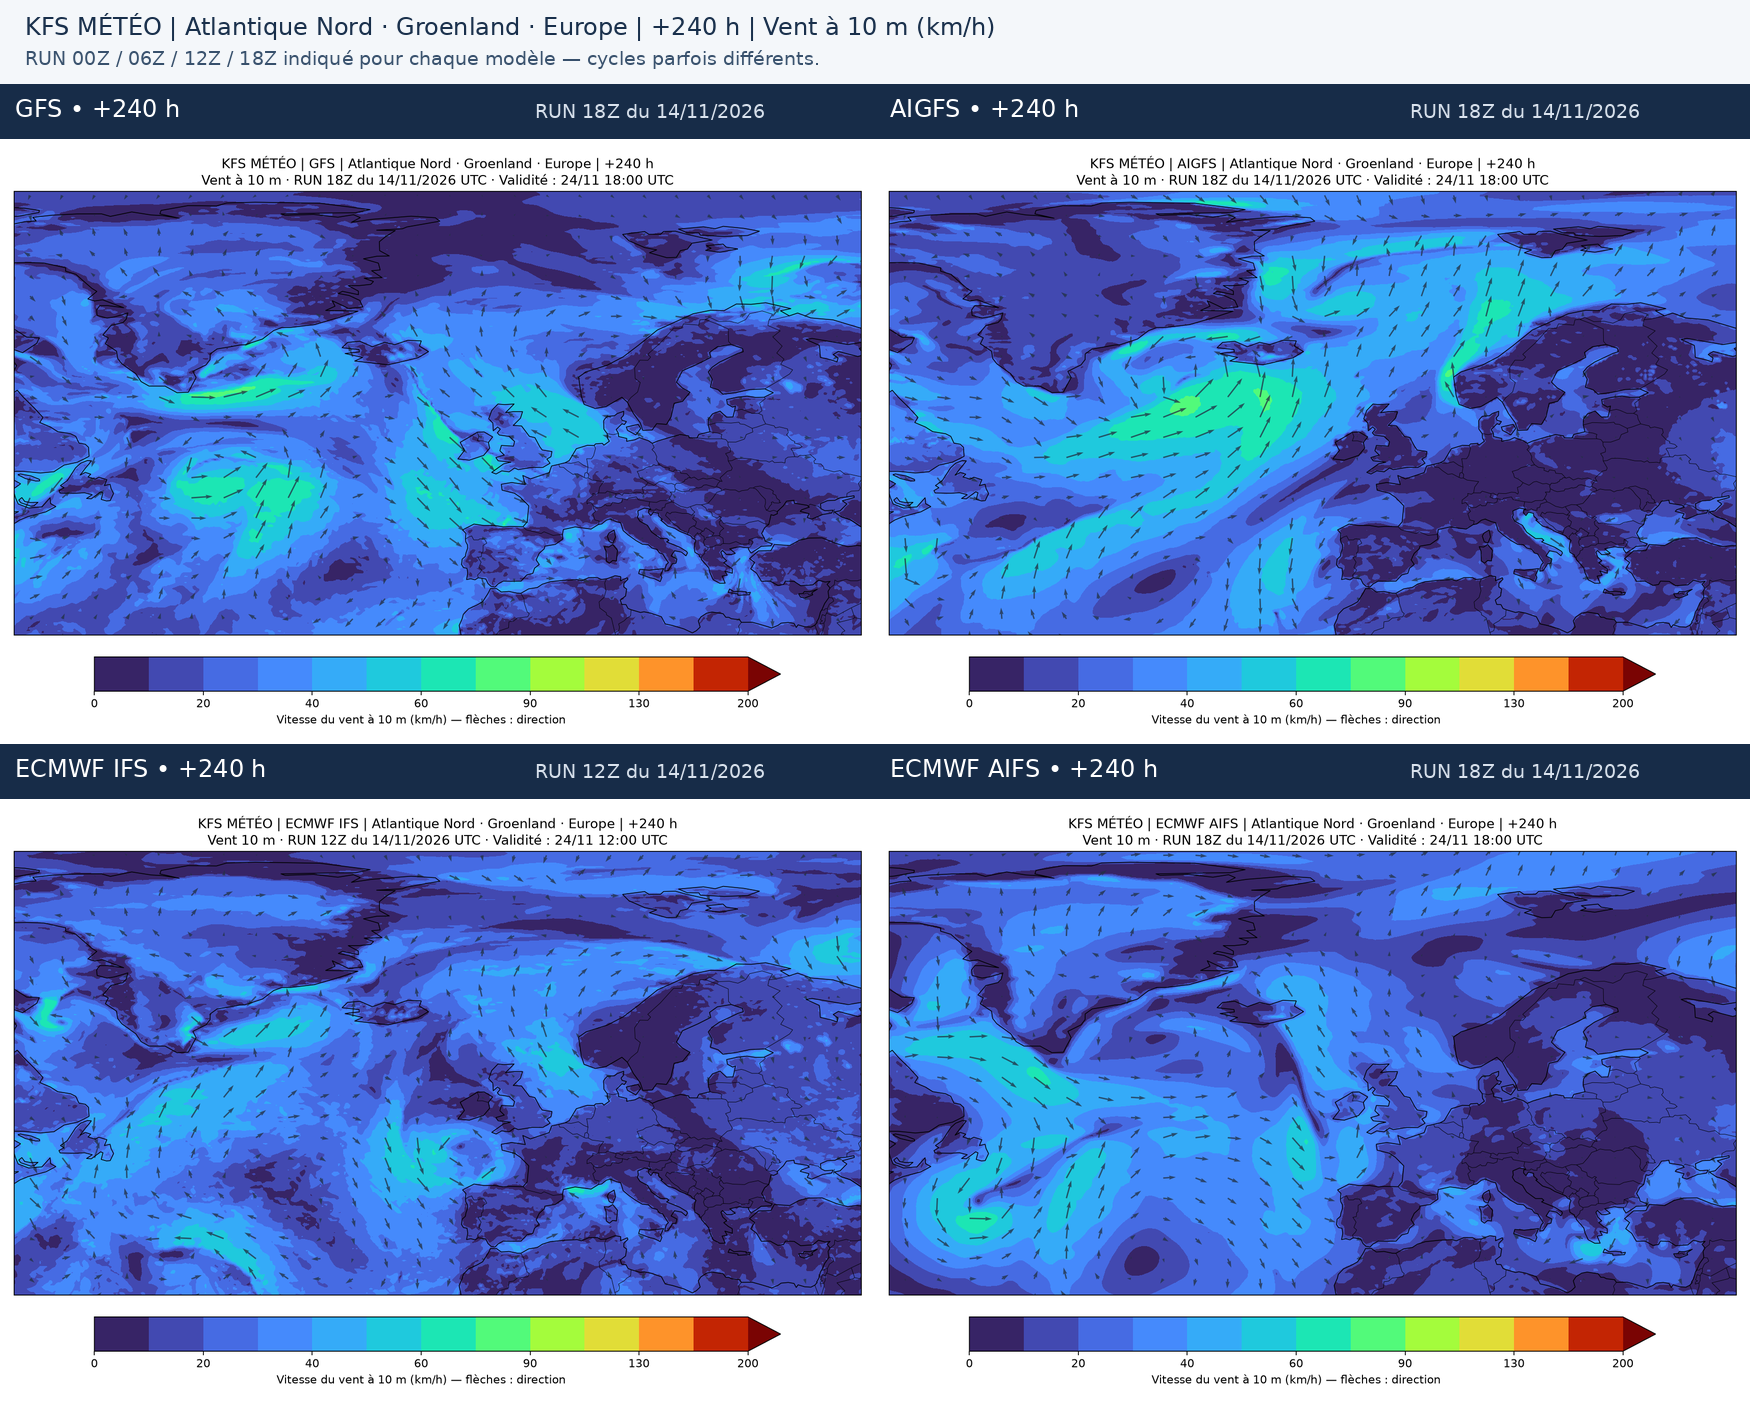 KFS MÉTÉO | Atlantique Nord · Groenland · Europe | +240 h | Vent à 10 m (km/h)
RUN 00Z / 06Z / 12Z / 18Z indiqué pour chaque modèle — cycles parfois différents.
GFS • +240 h
RUN 18Z du 14/11/2026
KFS MÉTÉO | GFS | Atlantique Nord · Groenland · Europe | +240 h
Vent à 10 m · RUN 18Z du 14/11/2026 UTC · Validité : 24/11 18:00 UTC
0 20 40 60 90 130 200
Vitesse du vent à 10 m (km/h) — flèches : direction
AIGFS • +240 h
RUN 18Z du 14/11/2026
KFS MÉTÉO | AIGFS | Atlantique Nord · Groenland · Europe | +240 h
Vent à 10 m · RUN 18Z du 14/11/2026 UTC · Validité : 24/11 18:00 UTC
0 20 40 60 90 130 200
Vitesse du vent à 10 m (km/h) — flèches : direction
ECMWF IFS • +240 h
RUN 12Z du 14/11/2026
KFS MÉTÉO | ECMWF IFS | Atlantique Nord · Groenland · Europe | +240 h
Vent 10 m · RUN 12Z du 14/11/2026 UTC · Validité : 24/11 12:00 UTC
0 20 40 60 90 130 200
Vitesse du vent à 10 m (km/h) — flèches : direction
ECMWF AIFS • +240 h
RUN 18Z du 14/11/2026
KFS MÉTÉO | ECMWF AIFS | Atlantique Nord · Groenland · Europe | +240 h
Vent 10 m · RUN 18Z du 14/11/2026 UTC · Validité : 24/11 18:00 UTC
0 20 40 60 90 130 200
Vitesse du vent à 10 m (km/h) — flèches : direction